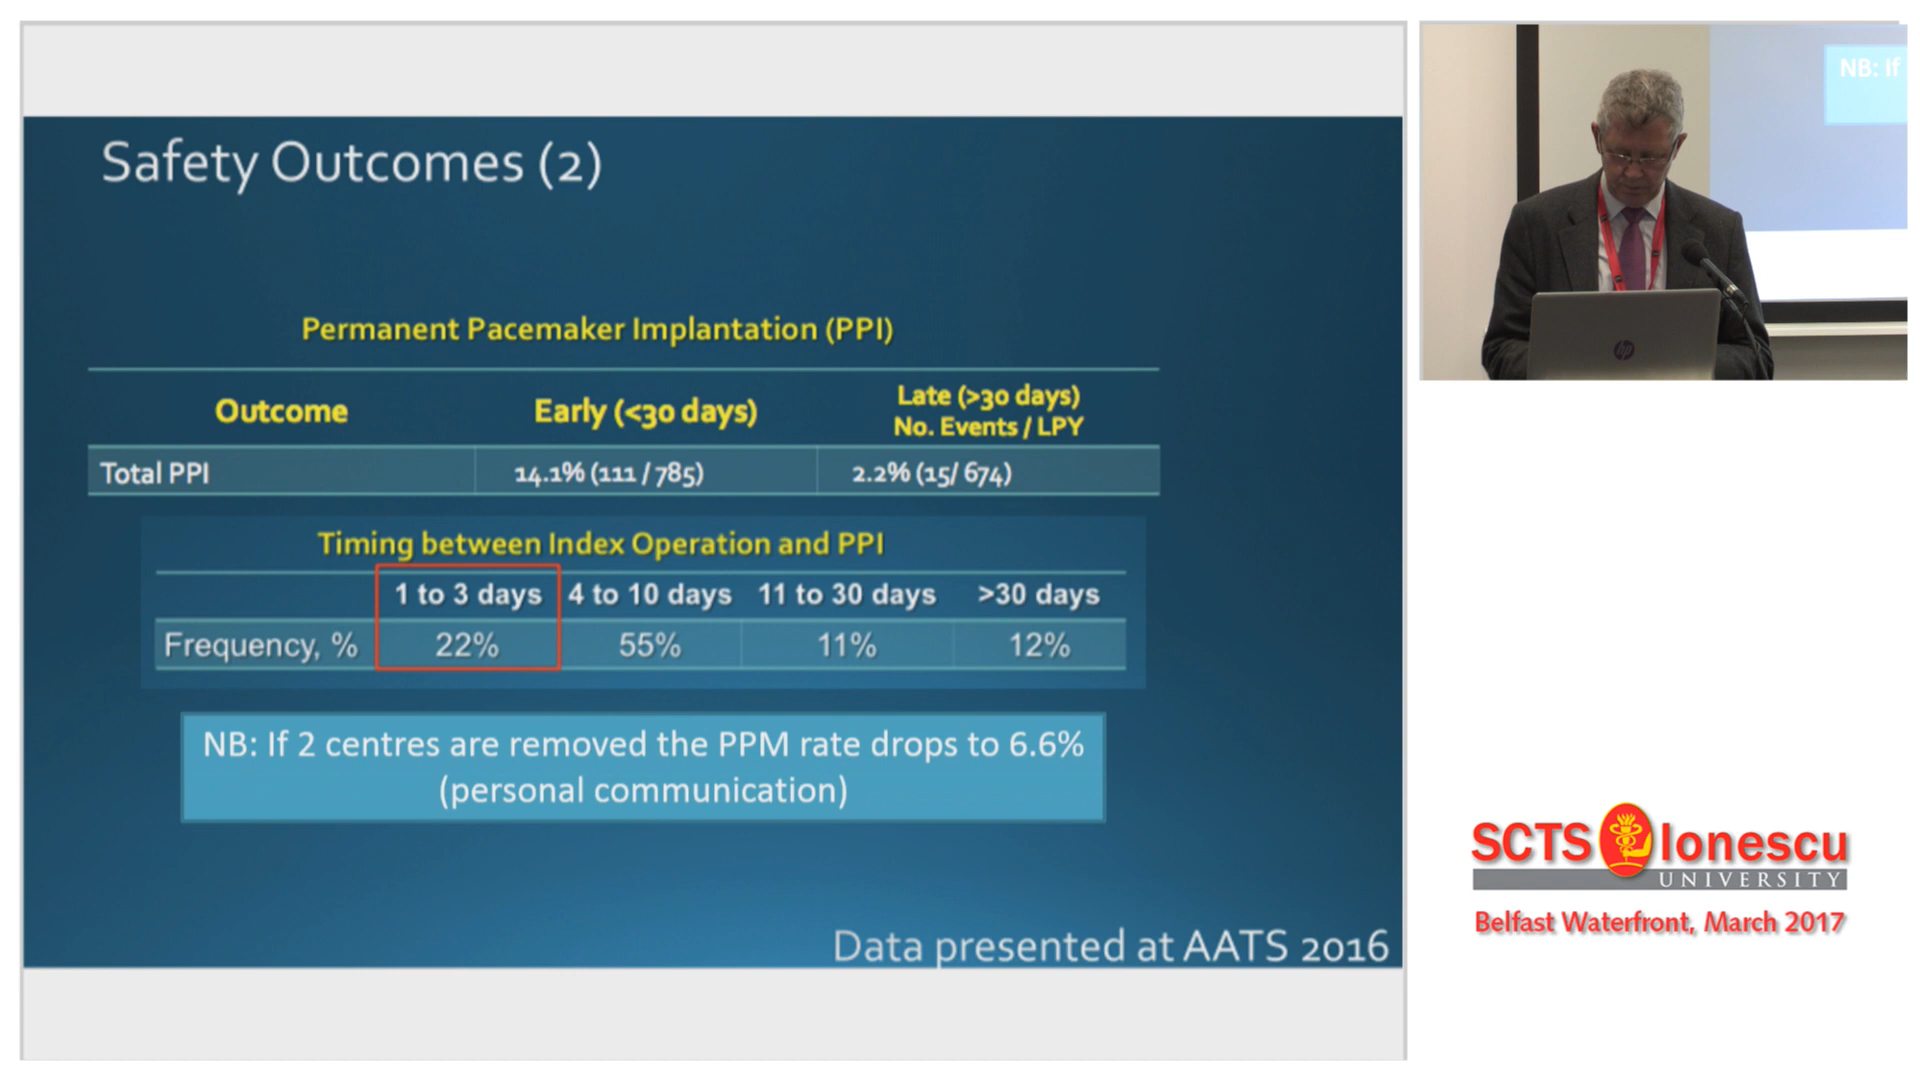 Safety Outcomes (2)
Permanent Pacemaker Implantation (PPI)
Outcome Early (<30 days) Late (>30 days) No. Events / LPY
Total PPI 14.1% (111 / 785) 2.2% (15/ 674)
Timing between Index Operation and PPI
1 to 3 days 4 to 10 days 11 to 30 days >30 days
Frequency, % 22% 55% 11% 12%
NB: If 2 centres are removed the PPM rate drops to 6.6%
(personal communication)
Data presented at AATS 2016
NB: If
hp
SCTS Ionescu
UNIVERSITY
Belfast Waterfront, March 2017